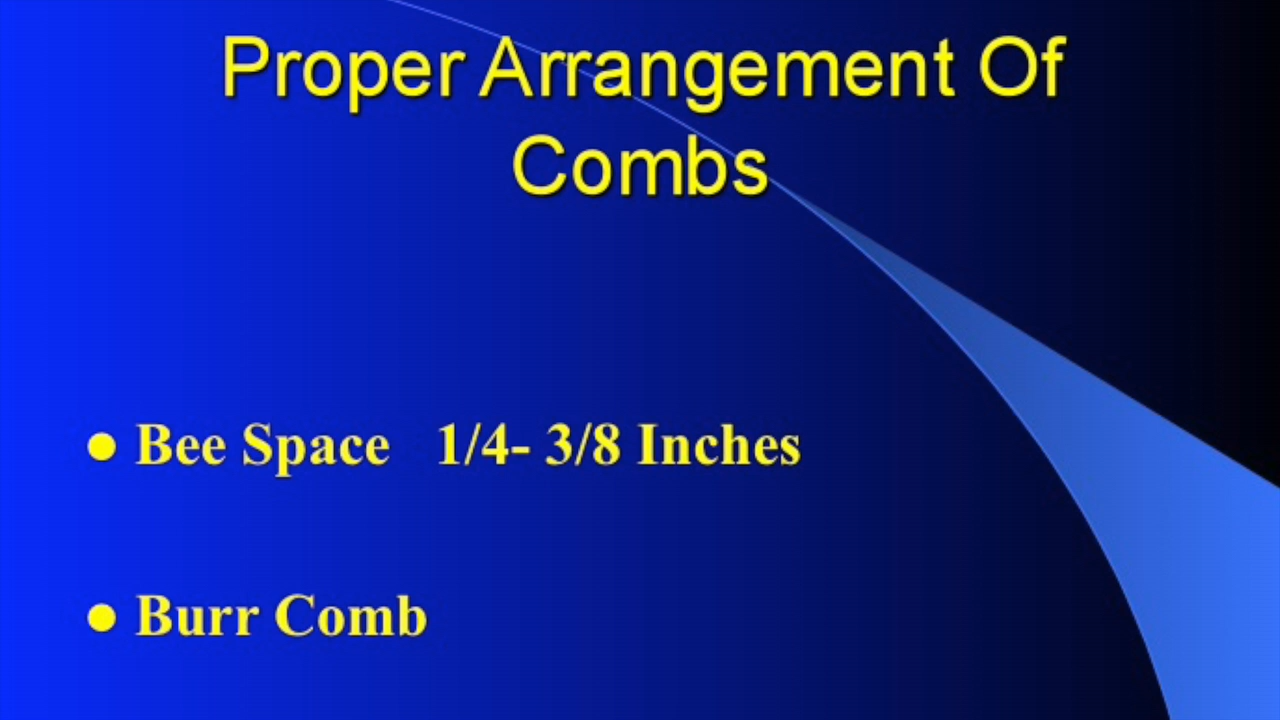 Proper Arrangement Of
Combs
Bee Space 1/4- 3/8 Inches
Burr Comb